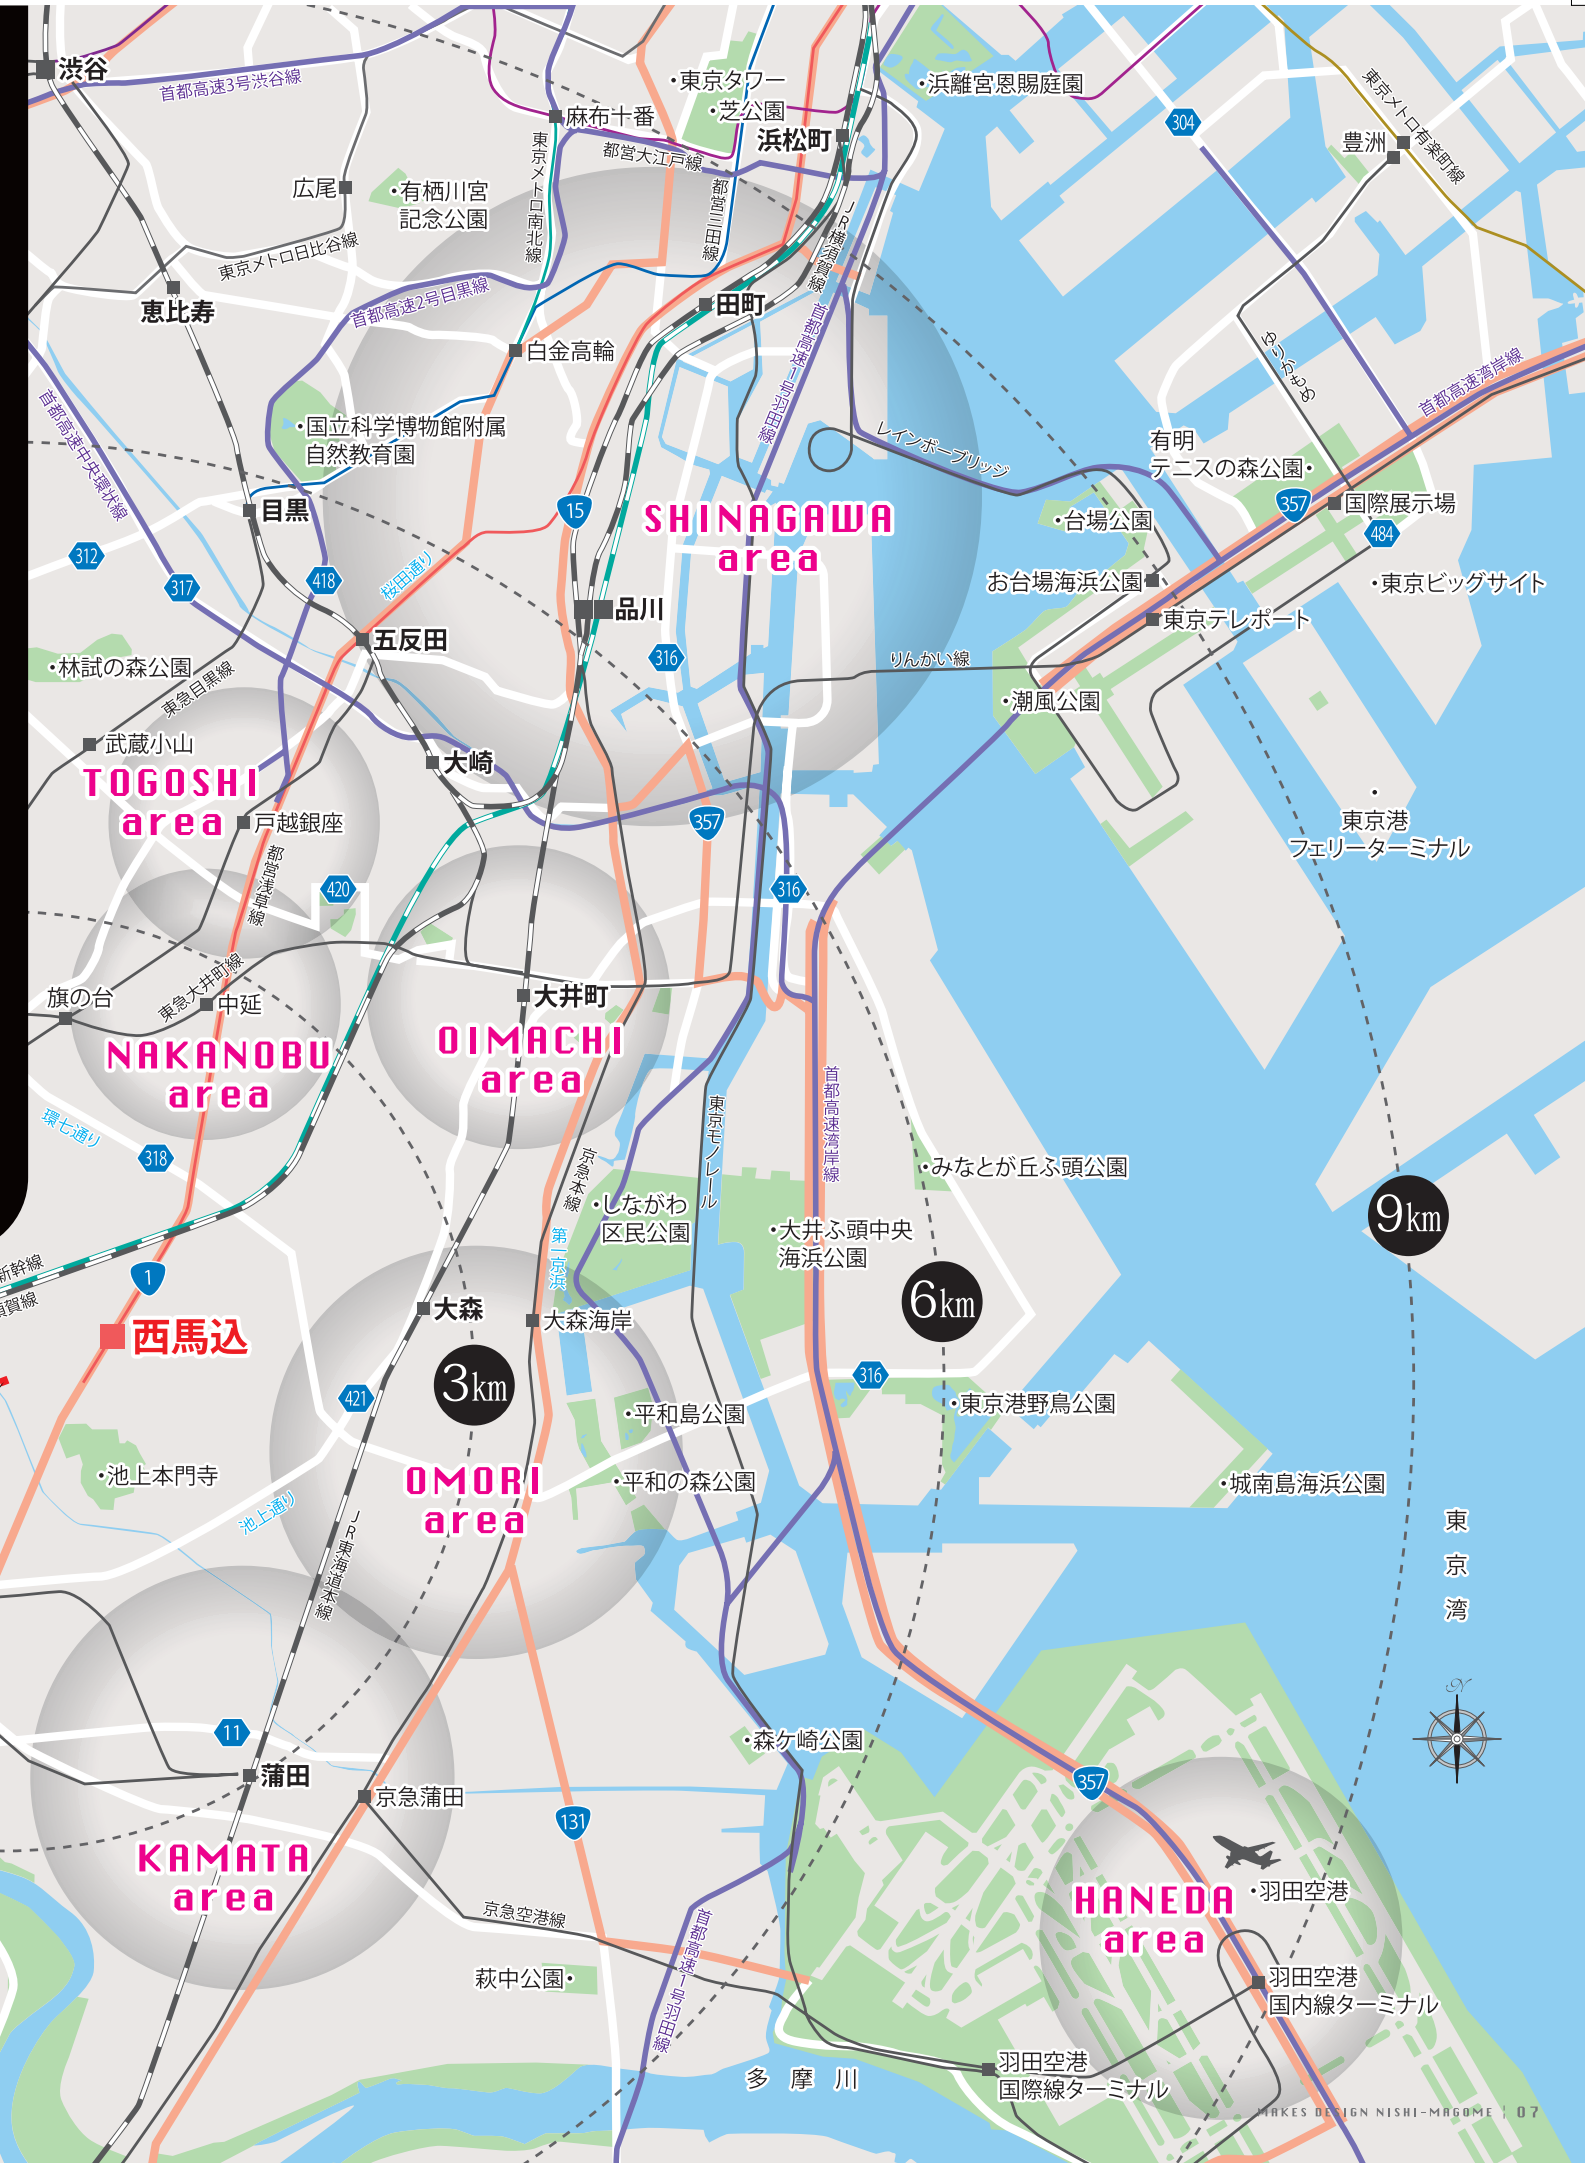 渋谷
首都高速3号渋谷線
・東京タワー
・芝公園
・浜離宮恩賜庭園
麻布十番
浜松町
都営大江戸線
304
豊洲
東京メトロ有楽町線
広尾
・有栖川宮
記念公園
東京メトロ南北線
都営三田線
JR横須賀線
東京メトロ日比谷線
恵比寿
首都高速2号目黒線
田町
白金高輪
首都高速1号羽田線
ゆりかもめ
首都高速湾岸線
首都高速中央環状線
・国立科学博物館附属
自然教育園
レインボーブリッジ
有明
テニスの森公園・
目黒
15
SHINAGAWA
area
357
国際展示場
484
・台場公園
312
317
418
桜田通り
お台場海浜公園
・東京ビッグサイト
品川
東京テレポート
五反田
316
りんかい線
・林試の森公園
東急目黒線
・潮風公園
武蔵小山
大崎
TOGOSHI
area
戸越銀座
357
・
東京港
フェリーターミナル
都営浅草線
420
316
東急大井町線
旗の台
中延
大井町
NAKANOBU
area
OIMACHI
area
首都高速湾岸線
東京モノレール
環七通り
318
京急本線
・みなとが丘ふ頭公園
・しながわ
区民公園
・大井ふ頭中央
海浜公園
9km
第一京浜
新幹線
須賀線
1
6km
大森
大森海岸
西馬込
3km
421
316
・平和島公園
・東京港野鳥公園
・池上本門寺
OMORI
area
・平和の森公園
・城南島海浜公園
池上通り
JR東海道本線
東京湾
N
11
・森ケ崎公園
蒲田
京急蒲田
357
131
KAMATA
area
・羽田空港
HANEDA
area
京急空港線
首都高速1号羽田線
萩中公園・
羽田空港
国内線ターミナル
羽田空港
国際線ターミナル
多摩川
MAKES DESIGN NISHI-MAGOME | 07